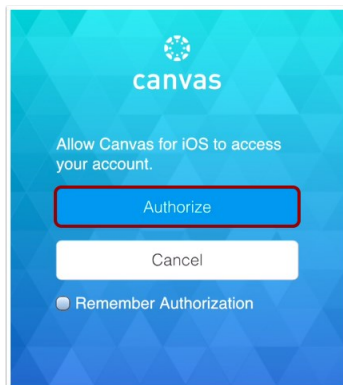 canvas
Allow Canvas for iOS to access
your account.
Authorize
Cancel
Remember Authorization